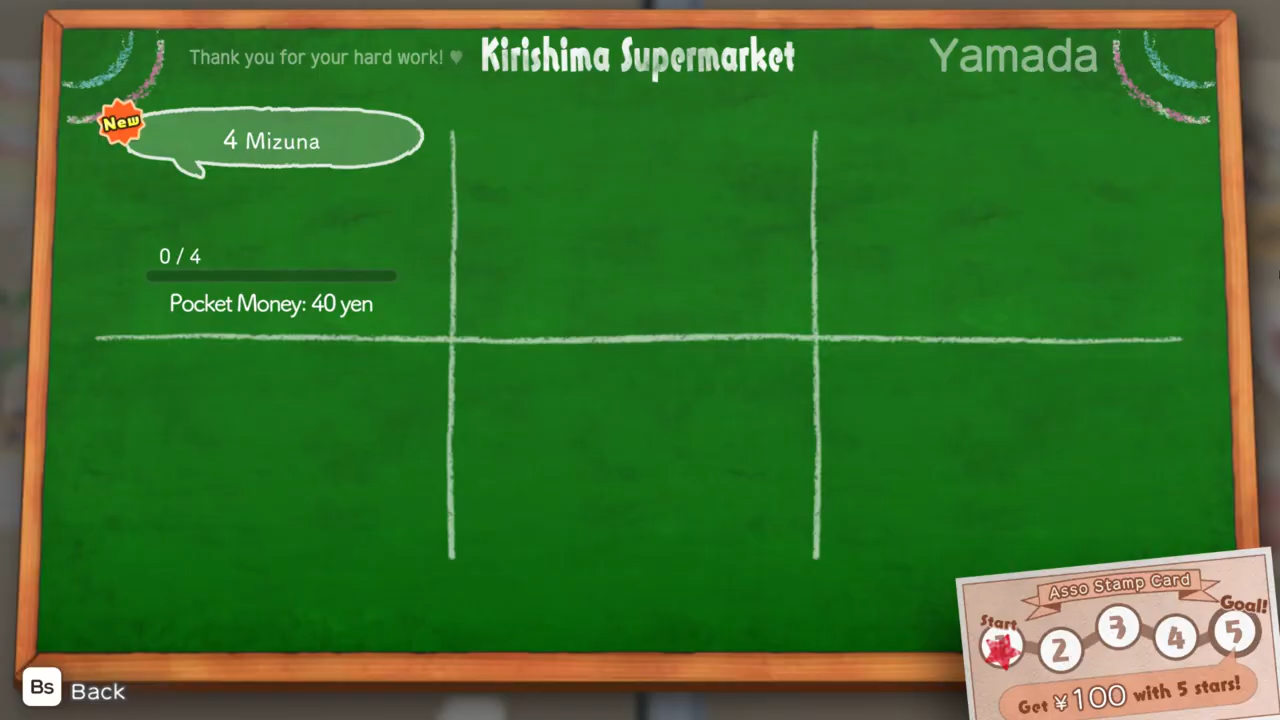 Thank you for your hard work! ♥ Kirishima Supermarket Yamada
New
4 Mizuna
0 / 4
Pocket Money: 40 yen
Asso Stamp Card
Start Goal!
2 3 4 5
Get ¥100 with 5 stars!
Bs Back